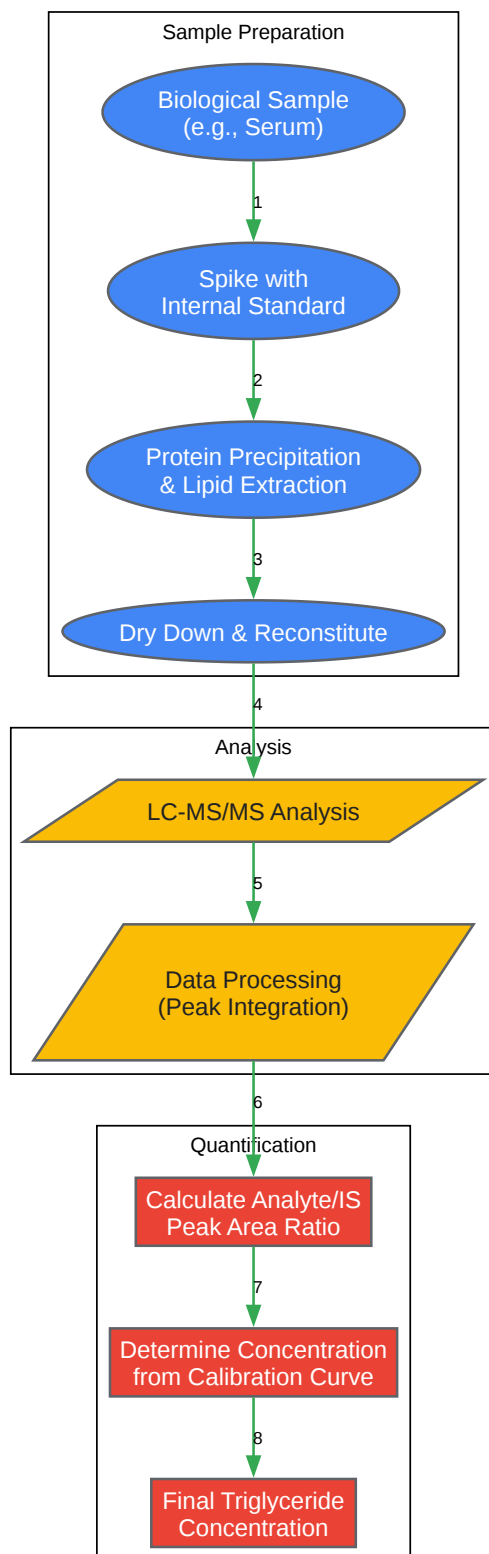 Sample Preparation
Biological Sample
(e.g., Serum)
1
Spike with
Internal Standard
2
Protein Precipitation
& Lipid Extraction
3
Dry Down & Reconstitute
4
Analysis
LC-MS/MS Analysis
5
Data Processing
(Peak Integration)
6
Quantification
Calculate Analyte/IS
Peak Area Ratio
7
Determine Concentration
from Calibration Curve
8
Final Triglyceride
Concentration